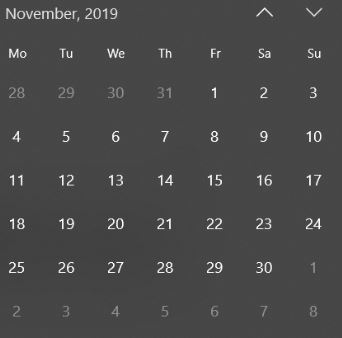 November, 2019
Mo Tu We Th Fr Sa Su
28 29 30 31 1 2 3
4 5 6 7 8 9 10
11 12 13 14 15 16 17
18 19 20 21 22 23 24
25 26 27 28 29 30 1
2 3 4 5 6 7 8